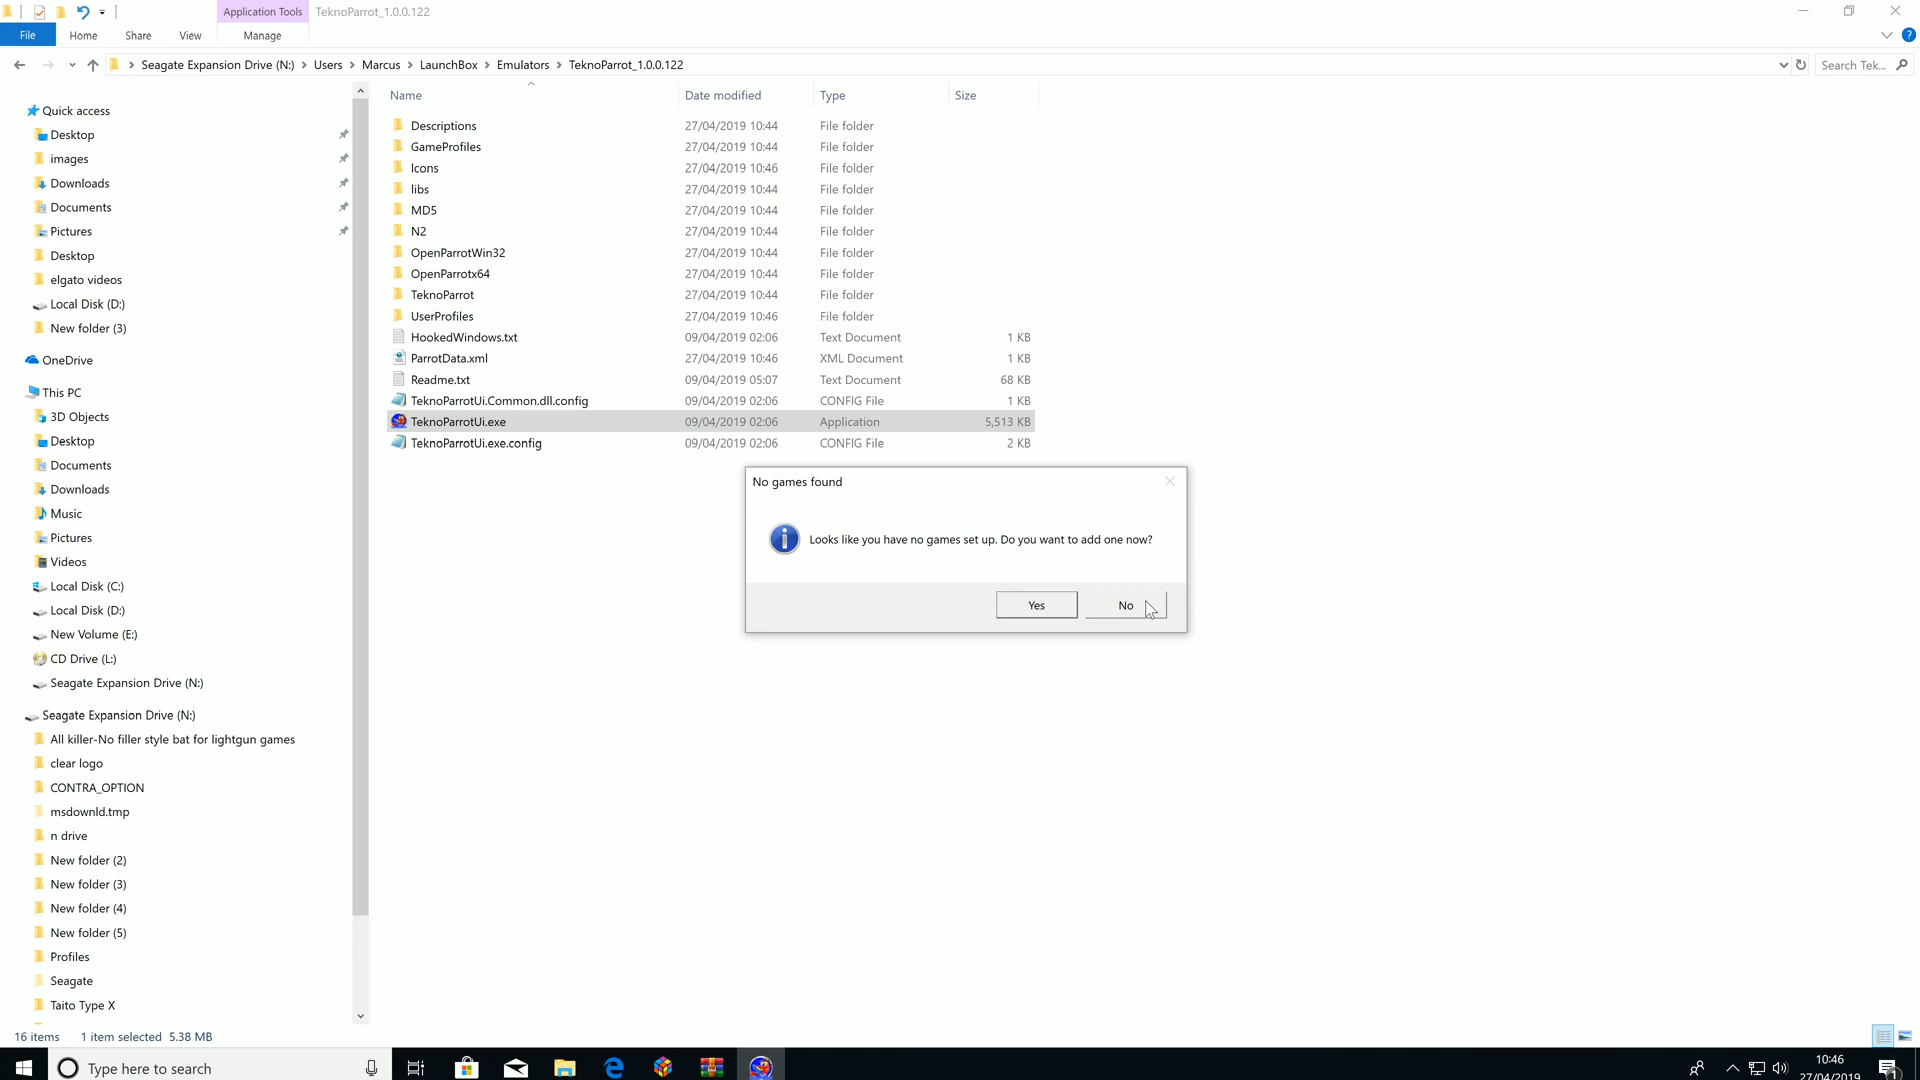 Application Tools
TeknoParrot_1.0.0.122
File
Home
Share
View
Manage
Seagate Expansion Drive (N:) > Users > Marcus > LaunchBox > Emulators > TeknoParrot_1.0.0.122
Search Tek...
Name
Date modified
Type
Size
Quick access
Desktop
images
Downloads
Documents
Pictures
Desktop
elgato videos
Local Disk (D:)
New folder (3)
OneDrive
This PC
3D Objects
Desktop
Documents
Downloads
Music
Pictures
Videos
Local Disk (C:)
Local Disk (D:)
New Volume (E:)
CD Drive (L:)
Seagate Expansion Drive (N:)
Seagate Expansion Drive (N:)
All killer-No filler style bat for lightgun games
clear logo
CONTRA_OPTION
msdownld.tmp
n drive
New folder (2)
New folder (3)
New folder (4)
New folder (5)
Profiles
Seagate
Taito Type X
Descriptions 27/04/2019 10:44 File folder
GameProfiles 27/04/2019 10:44 File folder
Icons 27/04/2019 10:46 File folder
libs 27/04/2019 10:44 File folder
MD5 27/04/2019 10:44 File folder
N2 27/04/2019 10:44 File folder
OpenParrotWin32 27/04/2019 10:44 File folder
OpenParrotx64 27/04/2019 10:44 File folder
TeknoParrot 27/04/2019 10:44 File folder
UserProfiles 27/04/2019 10:46 File folder
HookedWindows.txt 09/04/2019 02:06 Text Document 1 KB
ParrotData.xml 27/04/2019 10:46 XML Document 1 KB
Readme.txt 09/04/2019 05:07 Text Document 68 KB
TeknoParrotUi.Common.dll.config 09/04/2019 02:06 CONFIG File 1 KB
TeknoParrotUi.exe 09/04/2019 02:06 Application 5,513 KB
TeknoParrotUi.exe.config 09/04/2019 02:06 CONFIG File 2 KB
No games found
Looks like you have no games set up. Do you want to add one now?
Yes
No
16 items
1 item selected 5.38 MB
Type here to search
10:46
27/04/2019
1